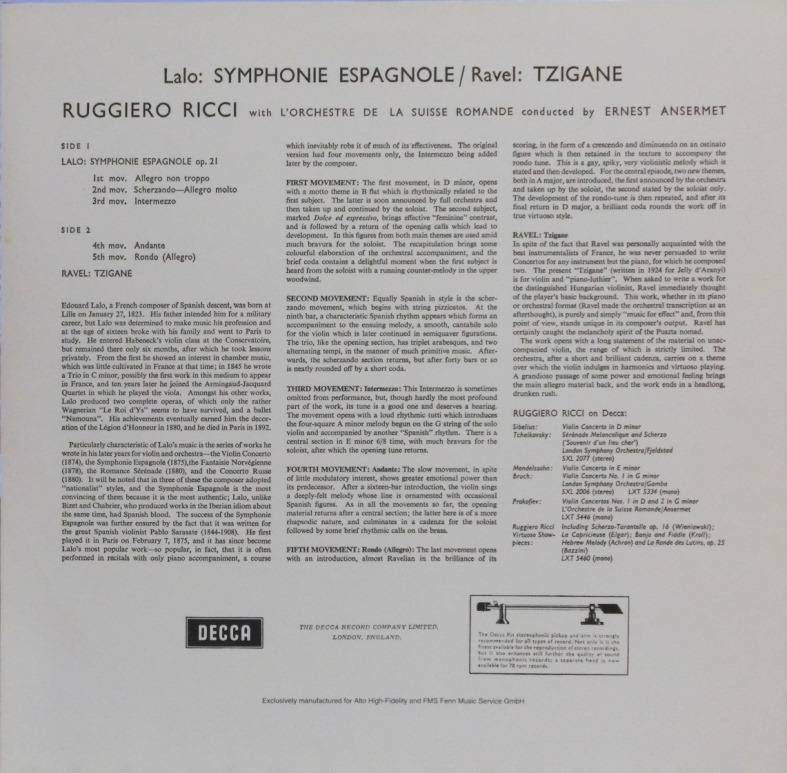 Lalo: SYMPHONIE ESPAGNOLE / Ravel: TZIGANE
RUGGIERO RICCI with L'ORCHESTRE DE LA SUISSE ROMANDE conducted by ERNEST ANSERMET
SIDE I
LALO: SYMPHONIE ESPAGNOLE op. 21
1st mov. Allegro non troppo
2nd mov. Scherzando—Allegro molto
3rd mov. Intermezzo
SIDE 2
4th mov. Andante
5th mov. Rondo (Allegro)
RAVEL: TZIGANE
Edouard Lalo, a French composer of Spanish descent, was born at
Lille on January 27, 1823. His father intended him for a military
career, but Lalo was determined to make music his profession and
at the age of sixteen broke with his family and went to Paris to
study. He entered Habeneck's violin class at the Conservatoire,
but remained there only six months, after which he took lessons
privately. From the first he showed an interest in chamber music,
which was little cultivated in France at that time; in 1845 he wrote
a Trio in C minor, possibly the first work in this medium to appear
in France, and ten years later he joined the Armingaud-Jacquard
Quartet in which he played the viola. Amongst his other works,
Lalo produced two complete operas, of which only the rather
Wagnerian "Le Roi d'Ys" seems to have survived, and a ballet
"Namouna". His achievements eventually earned him the decor-
ation of the Légion d'Honneur in 1880, and he died in Paris in 1892.
Particularly characteristic of Lalo's music is the series of works he
wrote in his later years for violin and orchestra—the Violin Concerto
(1874), the Symphonie Espagnole (1875),the Fantaisie Norvégienne
(1878), the Romance Sérénade (1880), and the Concerto Russe
(1880). It will be noted that in three of these the composer adopted
"nationalist" styles, and the Symphonie Espagnole is the most
convincing of them because it is the most authentic; Lalo, unlike
Bizet and Chabrier, who produced works in the Iberian idiom about
the same time, had Spanish blood. The success of the Symphonie
Espagnole was further ensured by the fact that it was written for
the great Spanish violinist Pablo Sarasate (1844-1908). He first
played it in Paris on February 7, 1875, and it has since become
Lalo's most popular work—so popular, in fact, that it is often
performed in recitals with only piano accompaniment, a course
which inevitably robs it of much of its effectiveness. The original
version had four movements only, the Intermezzo being added
later by the composer.
FIRST MOVEMENT: The first movement, in D minor, opens
with a motto theme in B flat which is rhythmically related to the
first subject. The latter is soon announced by full orchestra and
then taken up and continued by the soloist. The second subject,
marked Dolce ed espressivo, brings effective "feminine" contrast,
and is followed by a return of the opening calls which lead to
development. In this figures from both main themes are used amid
much bravura for the soloist. The recapitulation brings some
colourful elaboration of the orchestral accompaniment, and the
brief coda contains a delightful moment when the first subject is
heard from the soloist with a running counter-melody in the upper
woodwind.
SECOND MOVEMENT: Equally Spanish in style is the scher-
zando movement, which begins with string pizzicatos. At the
ninth bar, a characteristic Spanish rhythm appears which forms an
accompaniment to the ensuing melody, a smooth, cantabile solo
for the violin which is later continued in semiquaver figurations.
The trio, like the opening section, has triplet arabesques, and two
alternating tempi, in the manner of much primitive music. After-
wards, the scherzando section returns, but after forty bars or so
is neatly rounded off by a short coda.
THIRD MOVEMENT: Intermezzo: This Intermezzo is sometimes
omitted from performance, but, though hardly the most profound
part of the work, its tune is a good one and deserves a hearing.
The movement opens with a loud rhythmic tutti which introduces
the four-square A minor melody begun on the G string of the solo
violin and accompanied by another "Spanish" rhythm. There is a
central section in E minor 6/8 time, with much bravura for the
soloist, after which the opening tune returns.
FOURTH MOVEMENT: Andante: The slow movement, in spite
of little modulatory interest, shows greater emotional power than
its predecessor. After a sixteen-bar introduction, the violin sings
a deeply-felt melody whose line is ornamented with occasional
Spanish figures. As in all the movements so far, the opening
material returns after a central section; the latter here is of a more
rhapsodic nature, and culminates in a cadenza for the soloist
followed by some brief rhythmic calls on the brass.
FIFTH MOVEMENT: Rondo (Allegro): The last movement opens
with an introduction, almost Ravelian in the brilliance of its
scoring, in the form of a crescendo and diminuendo on an ostinato
figure which is then retained in the texture to accompany the
rondo tune. This is a gay, spiky, very violinistic melody which is
stated and then developed. For the central episode, two new themes,
both in A major, are introduced, the first announced by the orchestra
and taken up by the soloist, the second stated by the soloist only.
The development of the rondo-tune is then repeated, and after its
final return in D major, a brilliant coda rounds the work off in
true virtuoso style.
RAVEL: Tzigane
In spite of the fact that Ravel was personally acquainted with the
best instrumentalists of France, he was never persuaded to write
Concertos for any instrument but the piano, for which he composed
two. The present "Tzigane" (written in 1924 for Jelly d'Aranyi)
is for violin and "piano-luthier". When asked to write a work for
the distinguished Hungarian violinist, Ravel immediately thought
of the player's basic background. This work, whether in its piano
or orchestral format (Ravel made the orchestral transcription as an
afterthought), is purely and simply "music for effect" and, from this
point of view, stands unique in its composer's output. Ravel has
certainly caught the melancholy spirit of the Puszta nomad.
The work opens with a long statement of the material on unac-
companied violin, the range of which is strictly limited. The
orchestra, after a short and brilliant cadenza, carries on a theme
over which the violin indulges in harmonics and virtuoso playing.
A grandiose passage of some power and emotional feeling brings
the main allegro material back, and the work ends in a headlong,
drunken rush.
RUGGIERO RICCI on Decca:
Sibelius: Violin Concerto in D minor
Tchaikovsky: Sérénade Mélancolique and Scherzo
('Souvenir d'un lieu cher')
London Symphony Orchestra/Fjelstad
SXL 2077 (stereo)
Mendelssohn: Violin Concerto in E minor
Bruch: Violin Concerto No. 1 in G minor
London Symphony Orchestra/Gamba
SXL 2006 (stereo) LXT 5334 (mono)
Prokofiev: Violin Concertos Nos. 1 in D and 2 in G minor
L'Orchestre de la Suisse Romande/Ansermet
LXT 5446 (mono)
Ruggiero Ricci Including Scherzo-Tarantelle op. 16 (Wieniawski);
Virtuoso Show- La Capricieuse (Elgar); Banjo and Fiddle (Kroll);
pieces: Hebrew Melody (Achron) and La Ronde des Lutins, op. 25
(Bazzini)
LXT 5460 (mono)
DECCA
THE DECCA RECORD COMPANY LIMITED,
LONDON, ENGLAND.
The Decca ffss stereophonic pickup and arm is strongly
recommended for all types of record. Not only is it the
finest available for the reproduction of stereo recordings,
but it also enhances still further the quality of sound
from monophonic records; a separate head is now
available for 78 rpm records.
Exclusively manufactured for Alto High-Fidelity and FMS Fenn Music Service GmbH